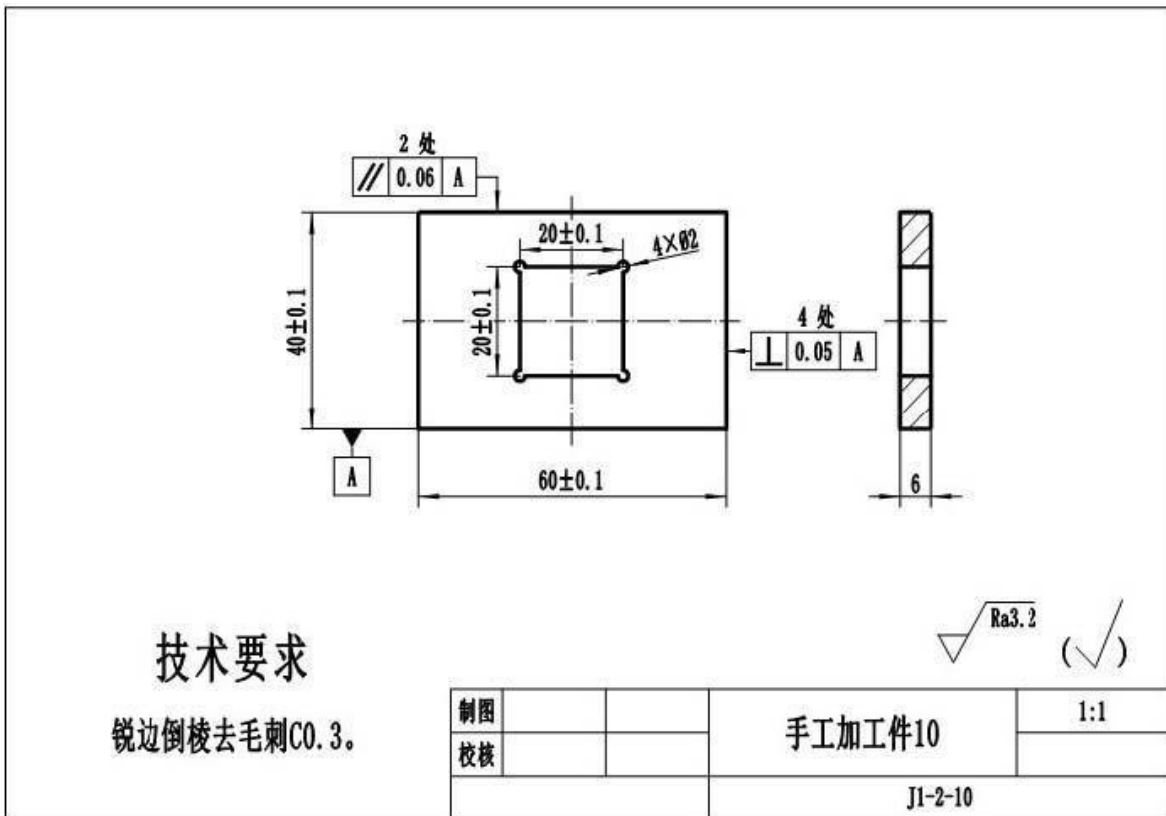 2 处
// 0.06 A
20±0.1
4×Ø2
20±0.1
40±0.1
4 处
⊥ 0.05 A
A
60±0.1
6
Ra3.2
(√)
技术要求
锐边倒棱去毛刺C0.3。
制图
校核
手工加工件10
1:1
J1-2-10